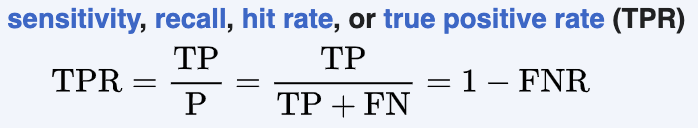 sensitivity, recall, hit rate, or true positive rate (TPR)
TPR = TP/P = TP/(TP + FN) = 1 − FNR